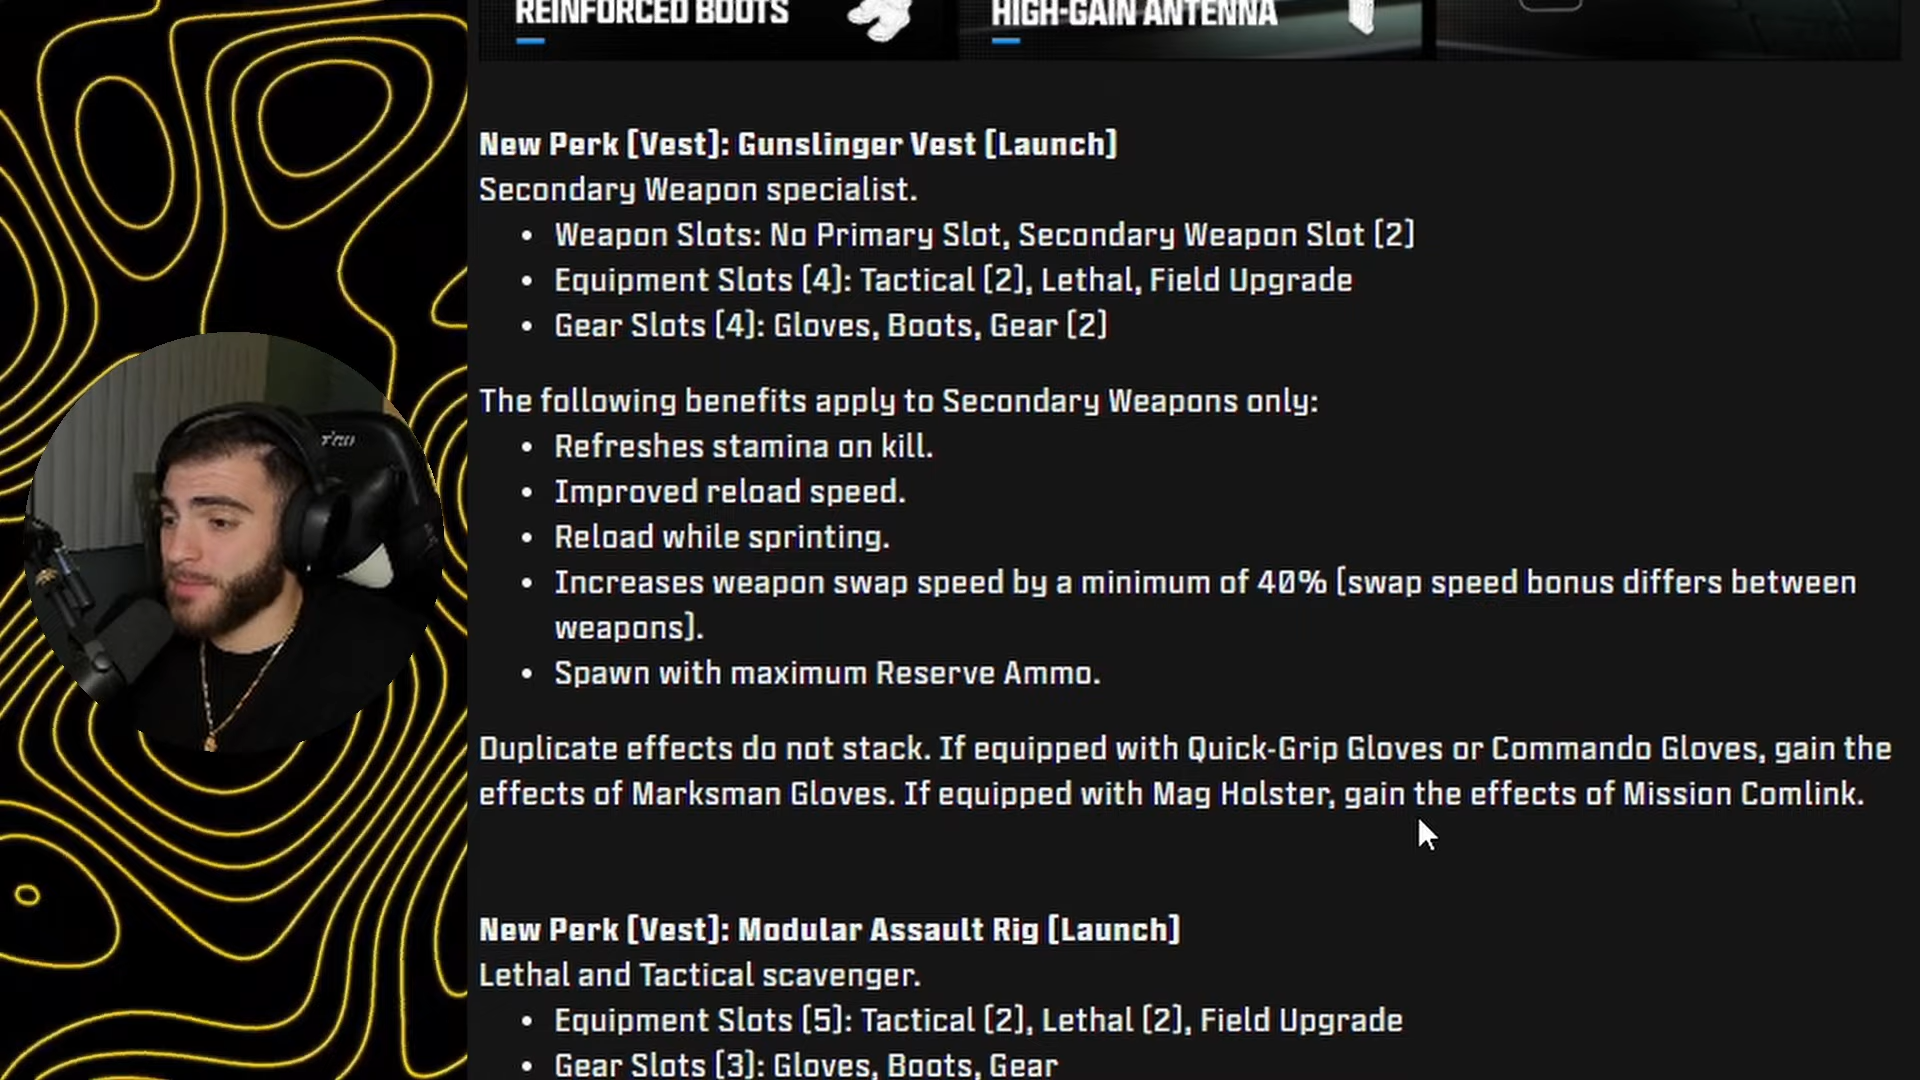 REINFORCED BOOTS
HIGH-GAIN ANTENNA
New Perk [Vest]: Gunslinger Vest [Launch]
Secondary Weapon specialist.
• Weapon Slots: No Primary Slot, Secondary Weapon Slot [2]
• Equipment Slots [4]: Tactical [2], Lethal, Field Upgrade
• Gear Slots [4]: Gloves, Boots, Gear [2]
The following benefits apply to Secondary Weapons only:
• Refreshes stamina on kill.
• Improved reload speed.
• Reload while sprinting.
• Increases weapon swap speed by a minimum of 40% [swap speed bonus differs between
weapons].
• Spawn with maximum Reserve Ammo.
Duplicate effects do not stack. If equipped with Quick-Grip Gloves or Commando Gloves, gain the
effects of Marksman Gloves. If equipped with Mag Holster, gain the effects of Mission Comlink.
New Perk [Vest]: Modular Assault Rig [Launch]
Lethal and Tactical scavenger.
• Equipment Slots [5]: Tactical [2], Lethal [2], Field Upgrade
• Gear Slots [3]: Gloves, Boots, Gear